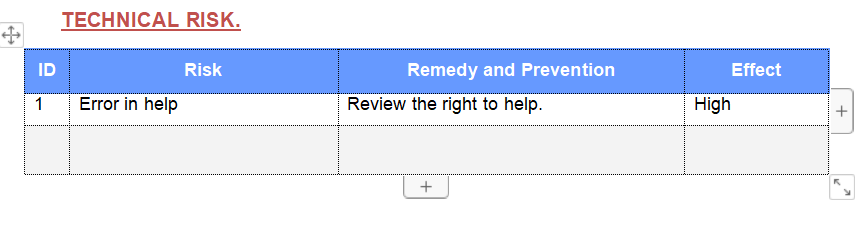 TECHNICAL RISK.
ID Risk Remedy and Prevention Effect
1 Error in help Review the right to help. High